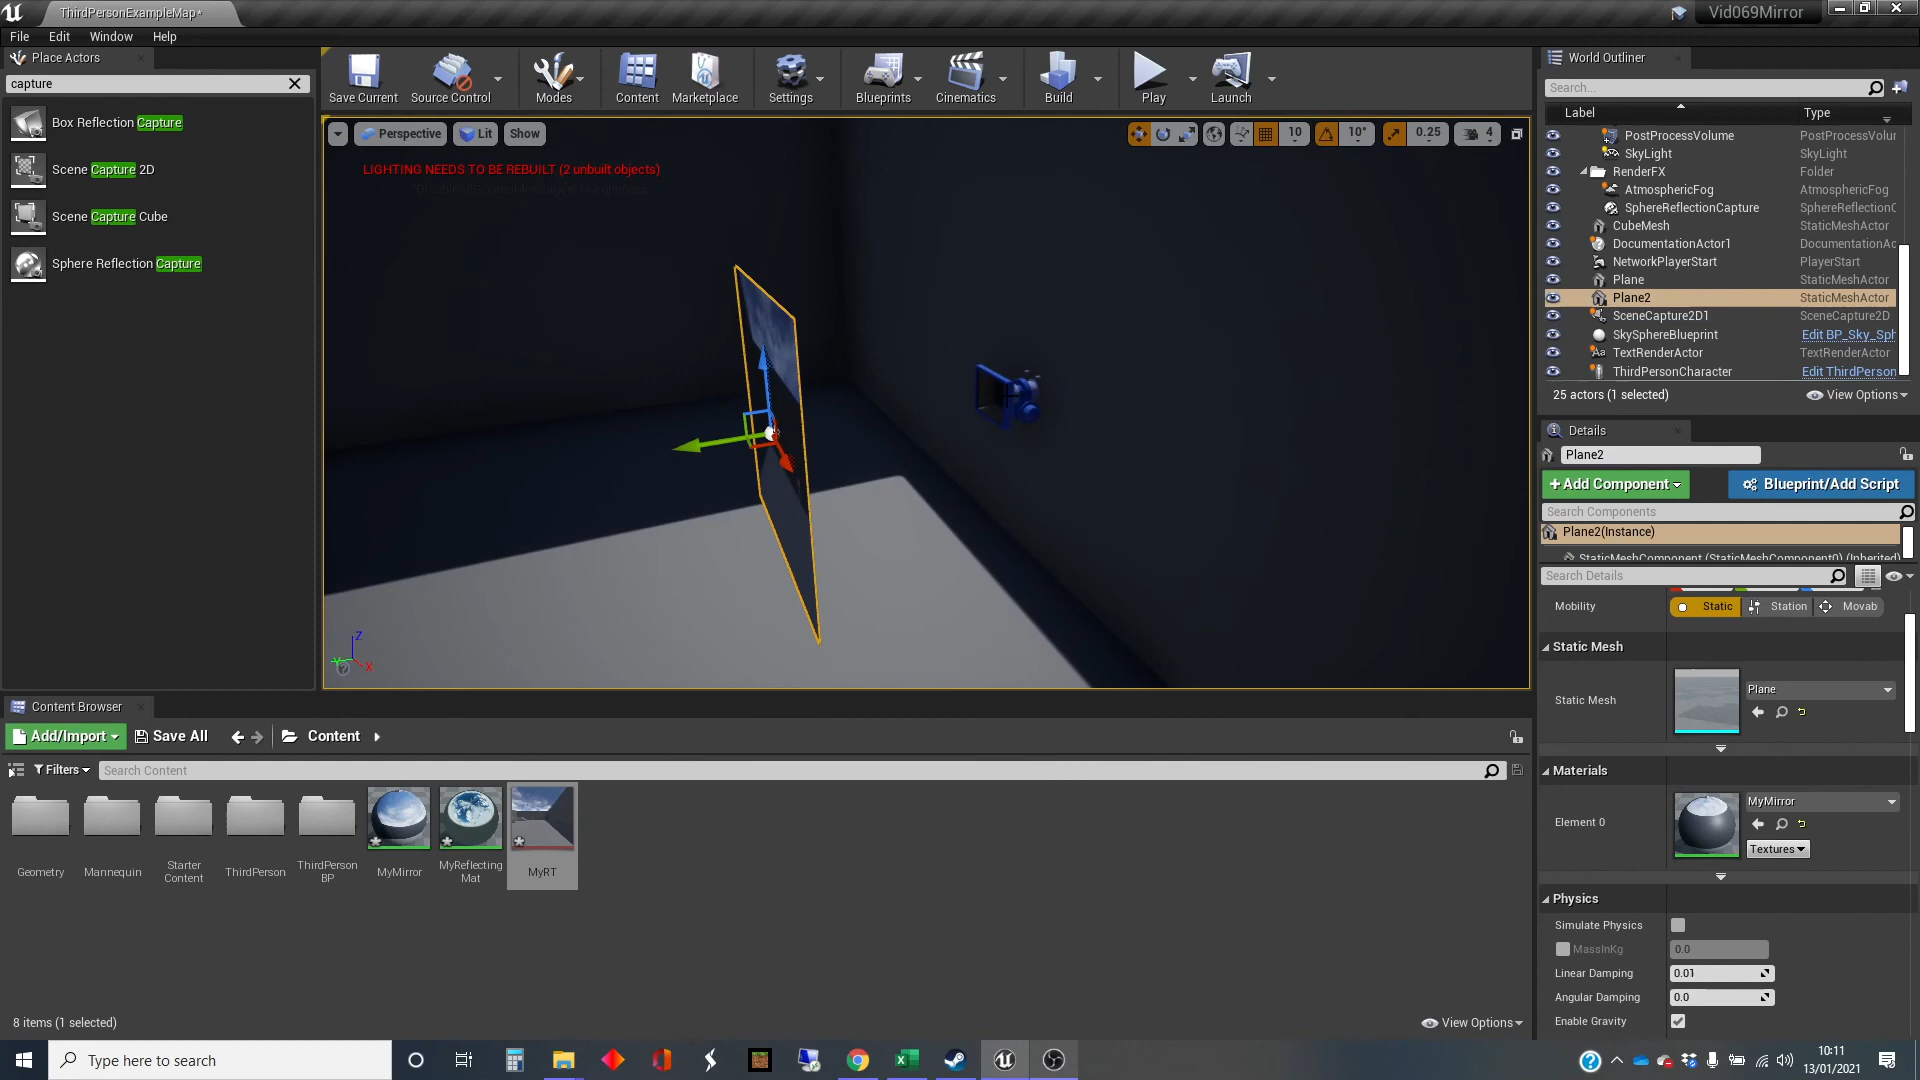 ThirdPersonExampleMap*
Vid069Mirror
File Edit Window Help
Place Actors
capture
Box Reflection Capture
Scene Capture 2D
Scene Capture Cube
Sphere Reflection Capture
Save Current
Source Control
Modes
Content
Marketplace
Settings
Blueprints
Cinematics
Build
Play
Launch
Perspective Lit Show
10 10° 0.25 4
LIGHTING NEEDS TO BE REBUILT (2 unbuilt objects)
Z
Y
X
World Outliner
Search...
Label Type
PostProcessVolume PostProcessVolur
SkyLight SkyLight
RenderFX Folder
AtmosphericFog AtmosphericFog
SphereReflectionCapture SphereReflectionC
CubeMesh StaticMeshActor
DocumentationActor1 DocumentationAc
NetworkPlayerStart PlayerStart
Plane StaticMeshActor
Plane2 StaticMeshActor
SceneCapture2D1 SceneCapture2D
SkySphereBlueprint Edit BP_Sky_Sph
TextRenderActor TextRenderActor
ThirdPersonCharacter Edit ThirdPerson
25 actors (1 selected) View Options
Details
Plane2
+Add Component Blueprint/Add Script
Search Components
Plane2(Instance)
StaticMeshComponent (StaticMeshComponent0) (Inherited)
Search Details
Mobility Static Station Movab
Static Mesh
Static Mesh Plane
Materials
Element 0 MyMirror
Textures
Physics
Simulate Physics
MassInKg 0.0
Linear Damping 0.01
Angular Damping 0.0
Enable Gravity
Content Browser
Add/Import Save All Content
Filters Search Content
Geometry
Mannequin
Starter Content
ThirdPerson
ThirdPerson BP
MyMirror
MyReflecting Mat
MyRT
8 items (1 selected) View Options
Type here to search
10:11
13/01/2021